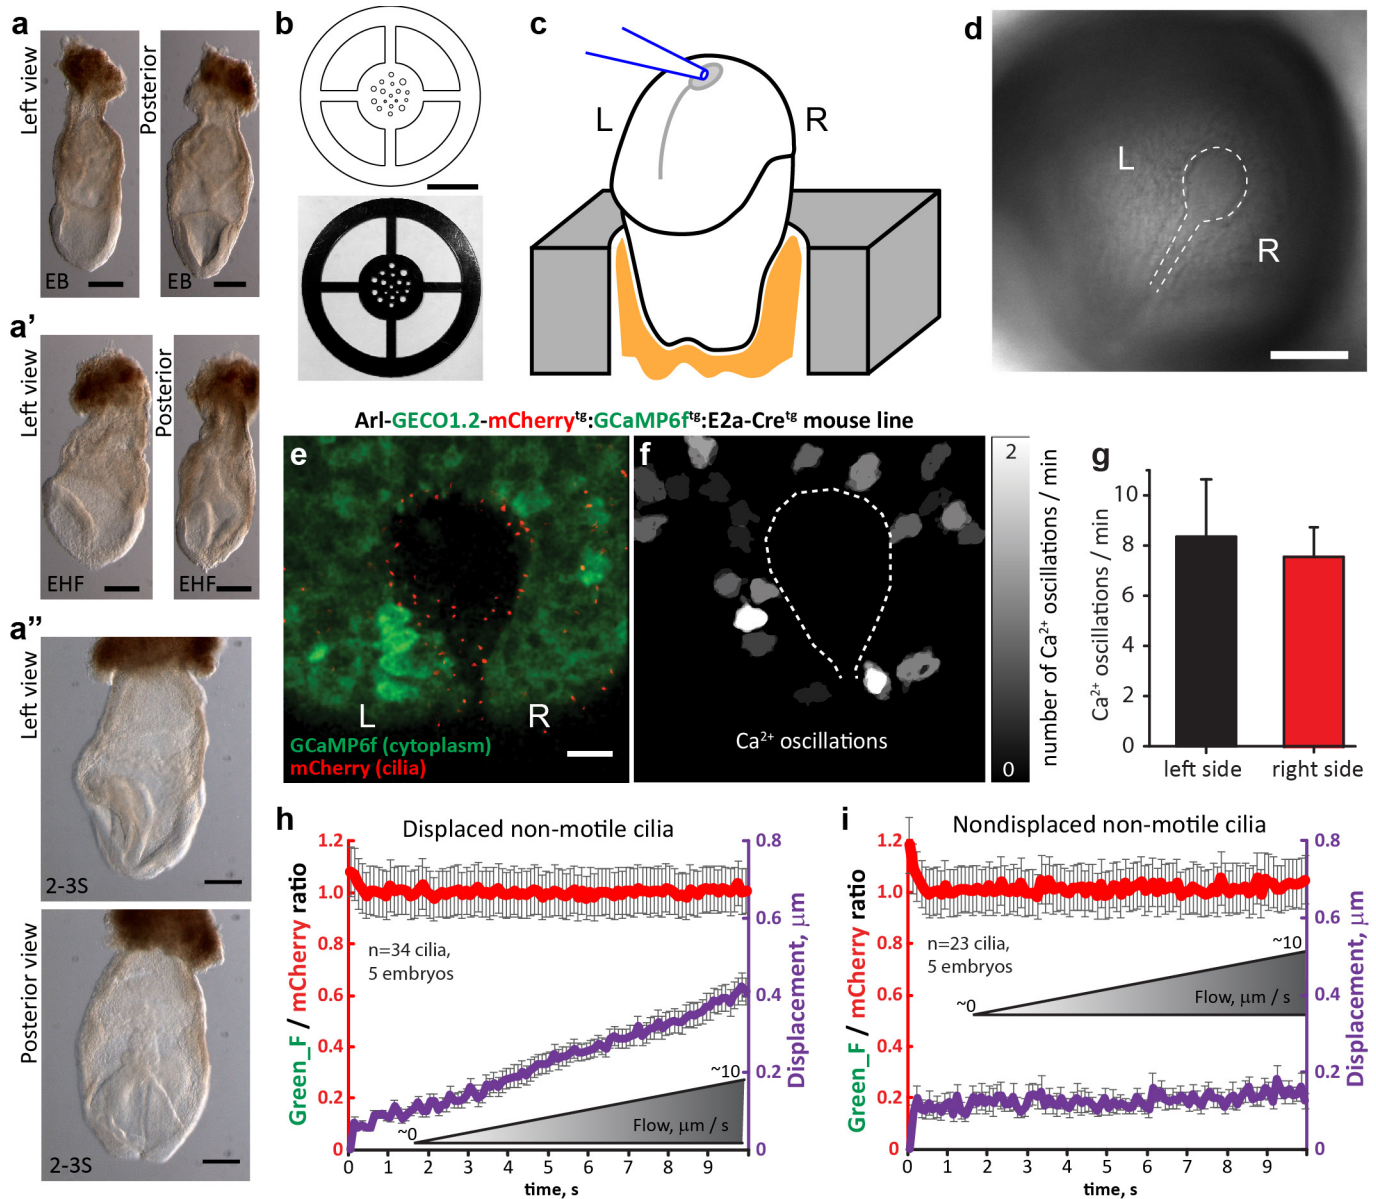 a
Left view
EB
Posterior
EB
b
c
L
R
d
L
R
a’
Left view
EHF
Posterior
EHF
Arl-GECO1.2-mCherrytg:GCaMP6ftg:E2a-Cretg mouse line
e
L
R
GCaMP6f (cytoplasm)
mCherry (cilia)
f
Ca2+ oscillations
2
0
number of Ca2+ oscillations / min
g
Ca2+ oscillations / min
10
8
6
4
2
0
left side
right side
a”
Left view
2-3S
Posterior view
2-3S
h
Displaced non-motile cilia
Green_F / mCherry ratio
1.2
1.0
0.8
1.0
0.6
0.4
0.2
0
n=34 cilia,
5 embryos
~0
~10
Flow, µm / s
0.8
0.6
0.4
0.2
0
Displacement, µm
0
1
2
3
4
5
6
7
8
9
time, s
i
Nondisplaced non-motile cilia
Green_F / mCherry ratio
1.2
1.0
0.8
0.6
0.4
0.2
0
n=23 cilia,
5 embryos
~0
~10
Flow, µm / s
0.8
0.6
0.4
0.2
0
Displacement, µm
0
1
2
3
4
5
6
7
8
9
time, s